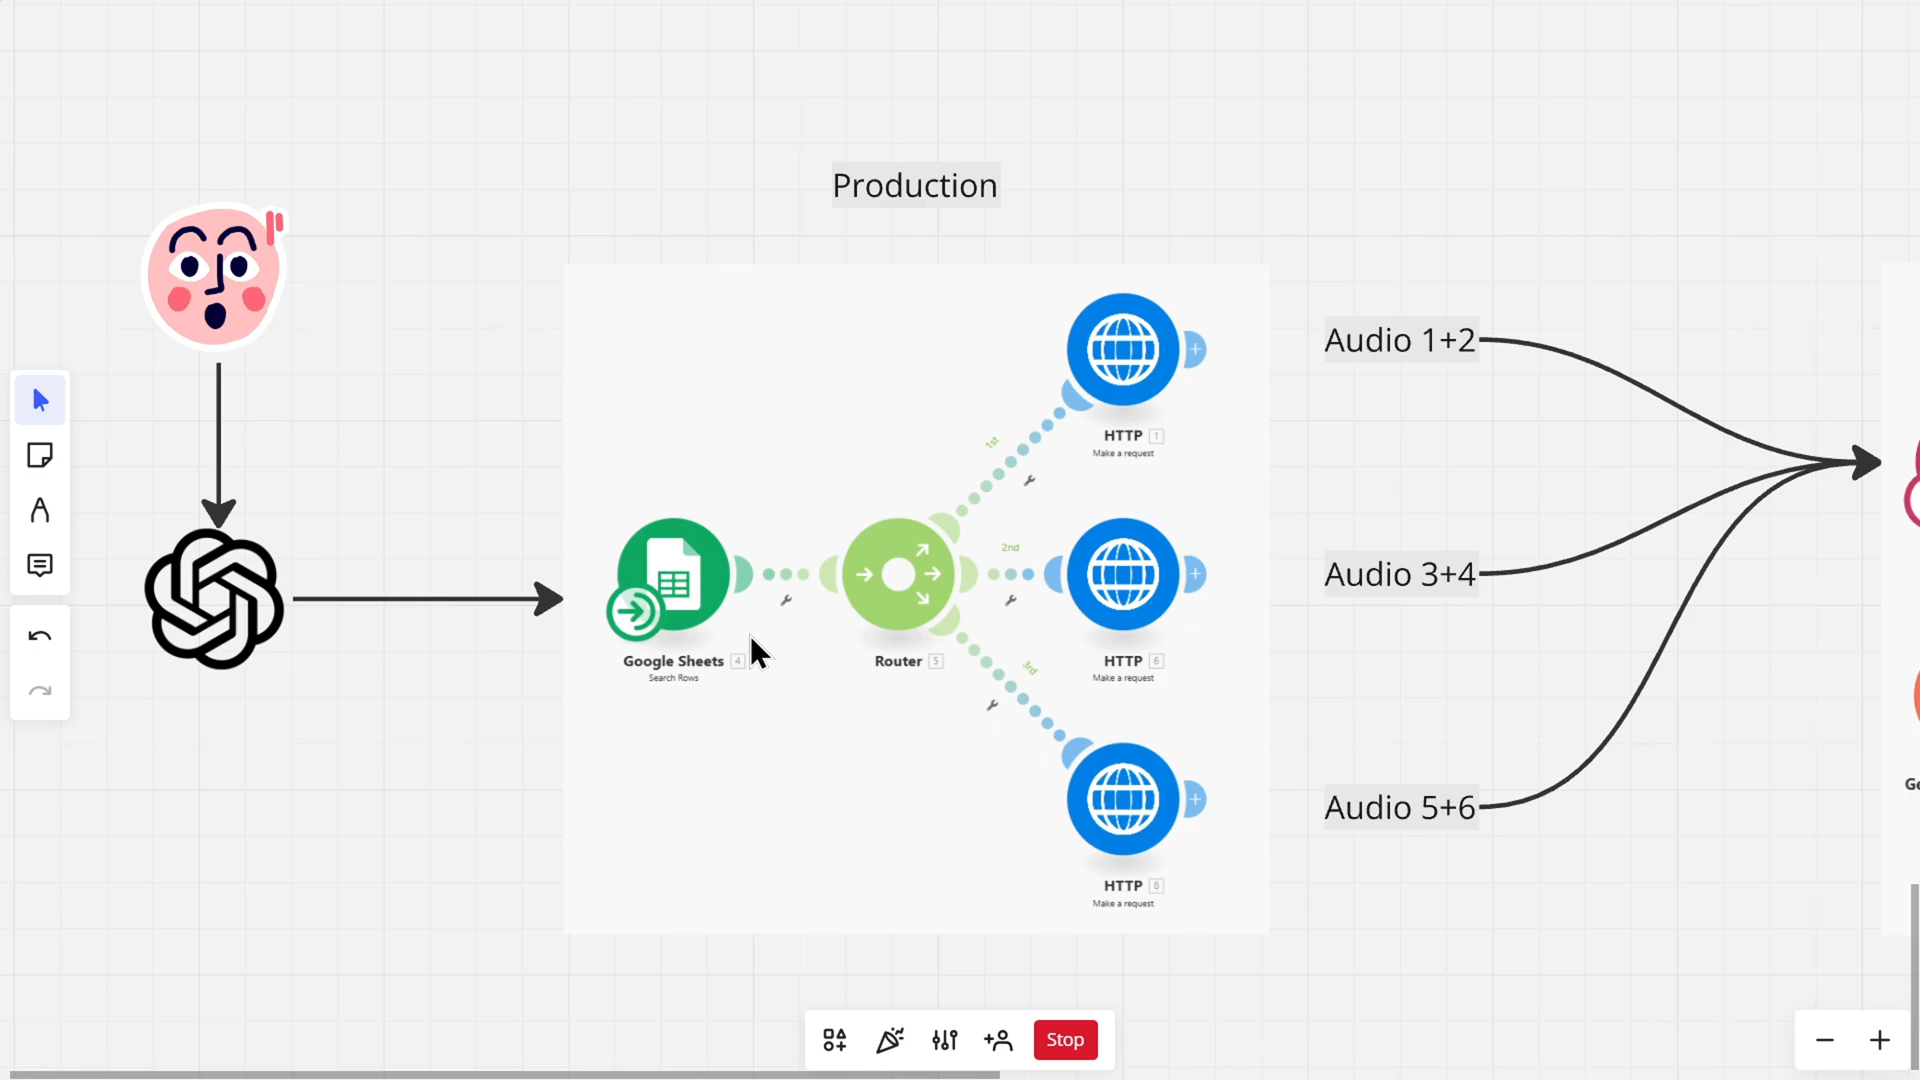 Production
Audio 1+2
HTTP 1
Make a request
1st
2nd
Audio 3+4
Google Sheets 4
Search Rows
Router 5
HTTP 6
Make a request
3rd
Audio 5+6
HTTP 8
Make a request
Stop